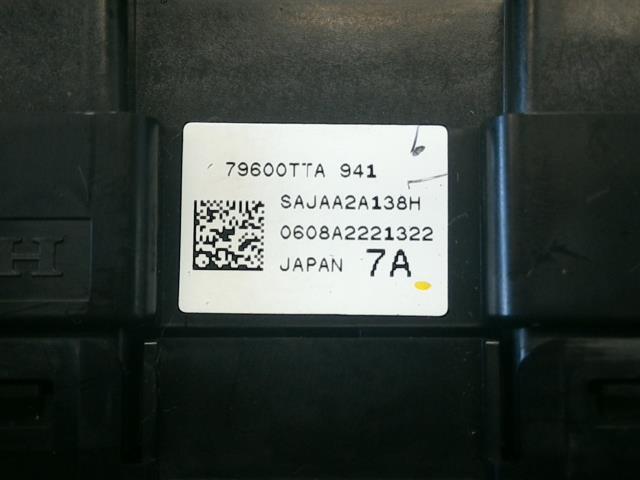 79600TTA 941
SAJAA2A138H
0608A2221322
JAPAN 7A
H